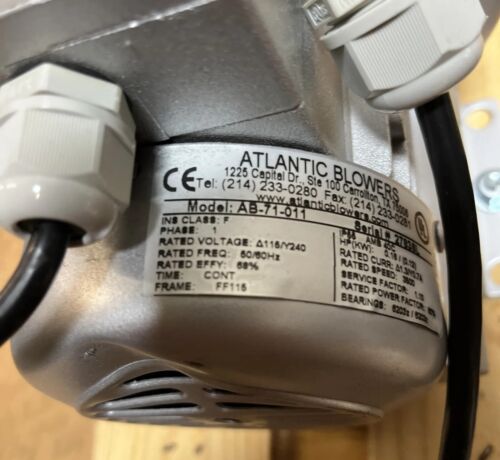 ATLANTIC BLOWERS
1225 Capital Dr., Ste 100 Carrollton, TX
CE Tel: (214) 233-0280 Fax: (214) 233-0281
www.atlanticblowers.com
Model: AB-71-011 Serial #
INS CLASS: F
PHASE: 1
RATED VOLTAGE: Δ115/Y240
RATED FREQ: 50/60Hz
RATED EFFY: 68%
TIME: CONT
FRAME: FF115
AMB 40C
HP(KW):
RATED CURR:
RATED SPEED:
SERVICE FACTOR:
RATED POWER FACTOR:
BEARINGS: